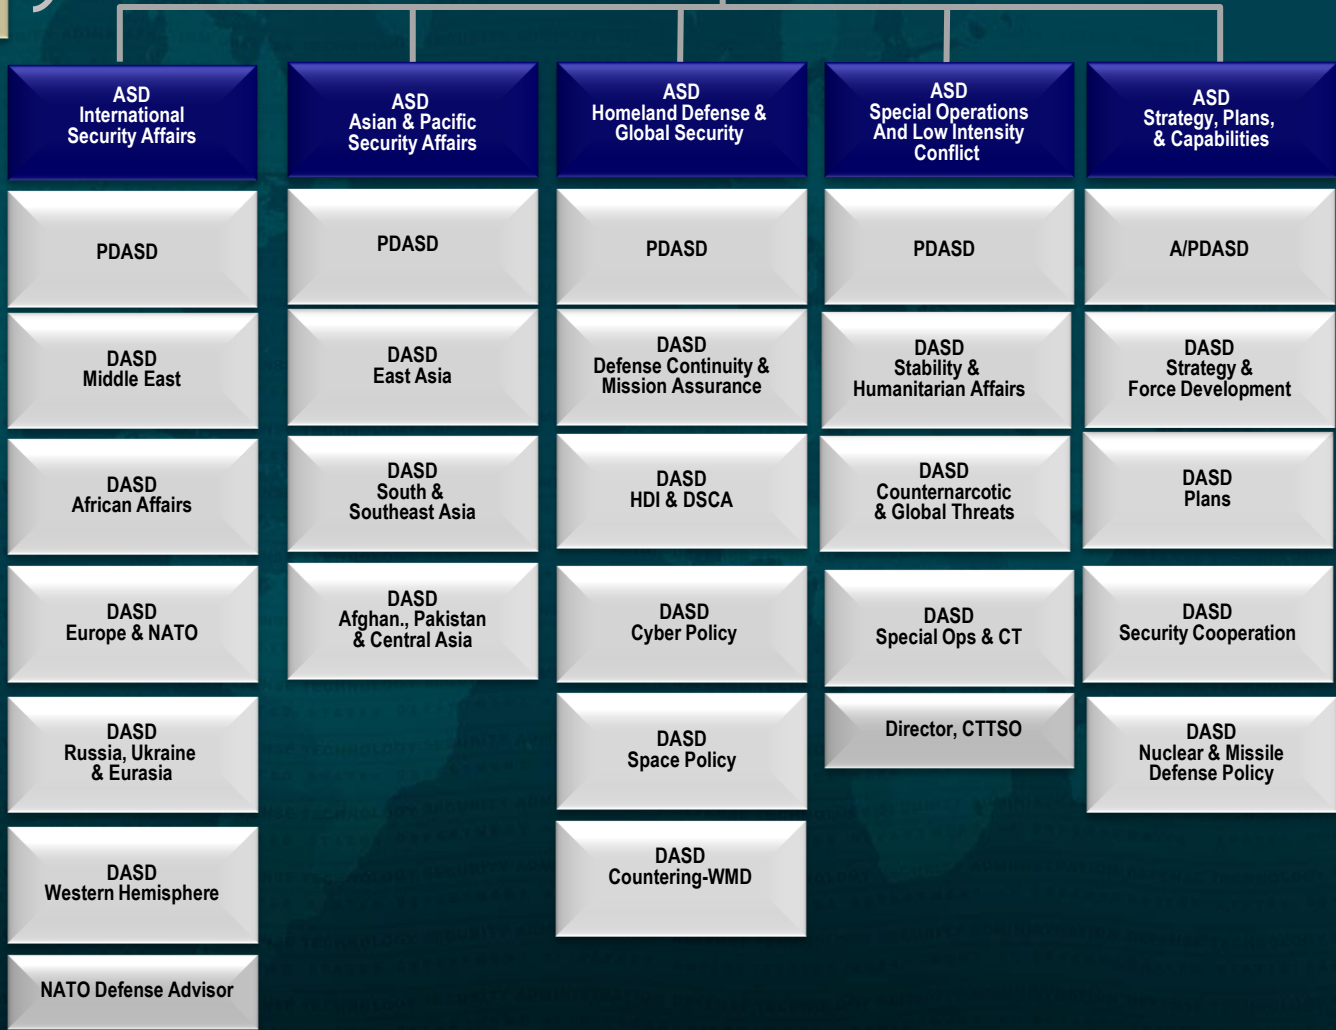 ASD
International
Security Affairs
PDASD
DASD
Middle East
DASD
African Affairs
DASD
Europe & NATO
DASD
Russia, Ukraine
& Eurasia
DASD
Western Hemisphere
NATO Defense Advisor
ASD
Asian & Pacific
Security Affairs
PDASD
DASD
East Asia
DASD
South &
Southeast Asia
DASD
Afghan., Pakistan
& Central Asia
ASD
Homeland Defense &
Global Security
PDASD
DASD
Defense Continuity &
Mission Assurance
DASD
HDI & DSCA
DASD
Cyber Policy
DASD
Space Policy
DASD
Countering-WMD
ASD
Special Operations
And Low Intensity
Conflict
PDASD
DASD
Stability &
Humanitarian Affairs
DASD
Counternarcotic
& Global Threats
DASD
Special Ops & CT
Director, CTTSO
ASD
Strategy, Plans,
& Capabilities
A/PDASD
DASD
Strategy &
Force Development
DASD
Plans
DASD
Security Cooperation
DASD
Nuclear & Missile
Defense Policy